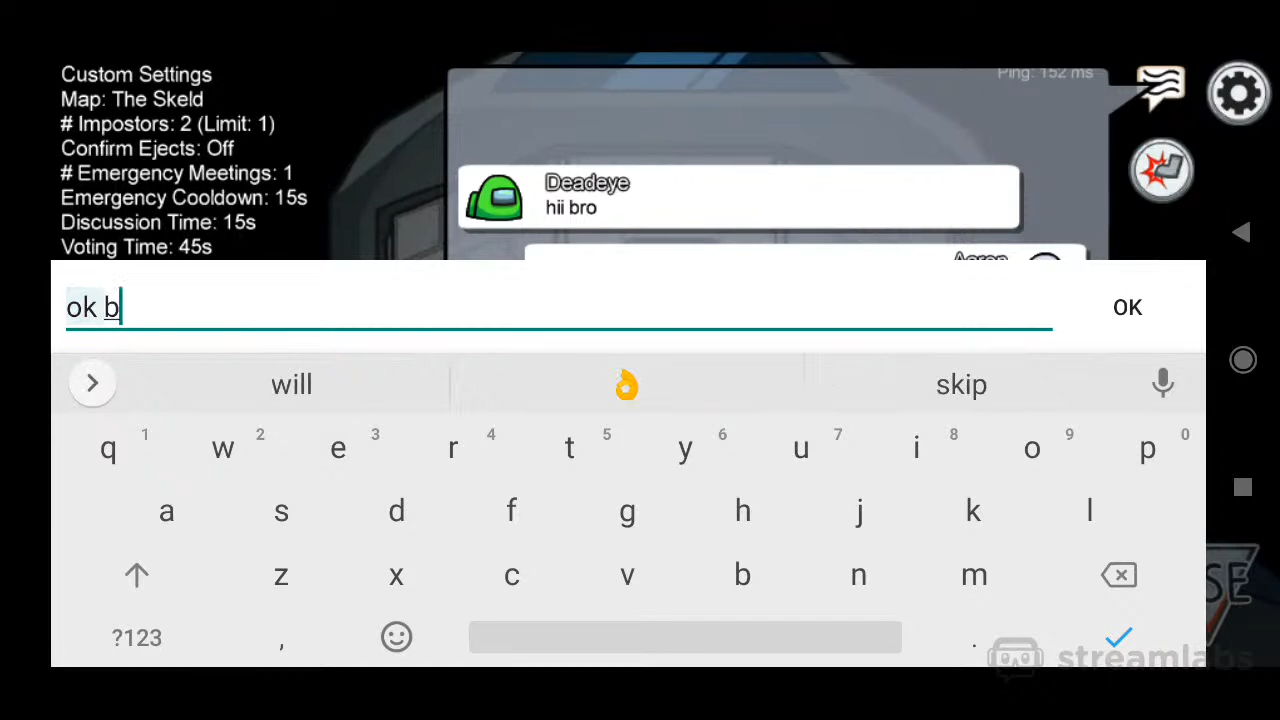 Custom Settings
Map: The Skeld
# Impostors: 2 (Limit: 1)
Confirm Ejects: Off
# Emergency Meetings: 1
Emergency Cooldown: 15s
Discussion Time: 15s
Voting Time: 45s
Ping: 152 ms
Deadeye
hii bro
ok b
OK
will
skip
q 1 w 2 e 3 r 4 t 5 y 6 u 7 i 8 o 9 p 0
a s d f g h j k l
z x c v b n m
?123 , .
SE
streamlabs